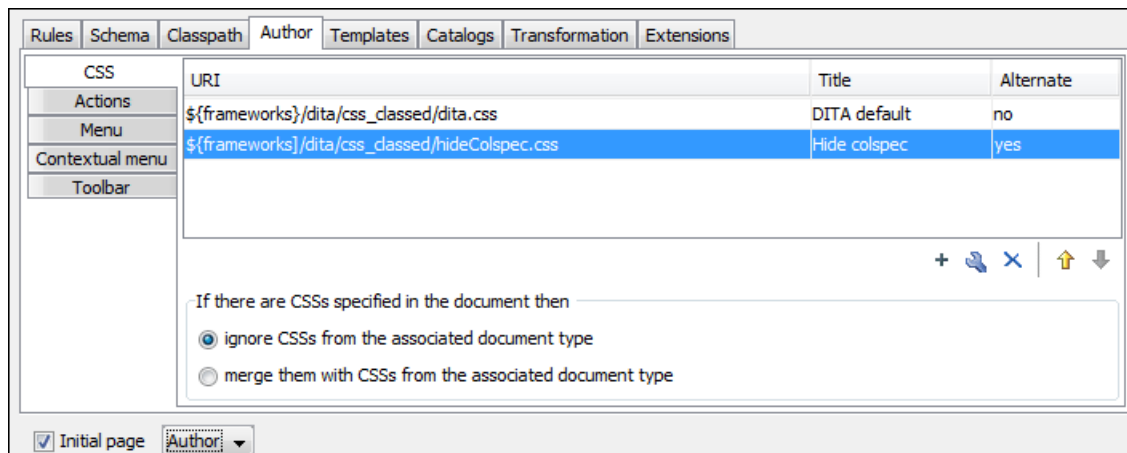 Rules Schema Classpath Author Templates Catalogs Transformation Extensions
CSS
Actions
Menu
Contextual menu
Toolbar
URI Title Alternate
${frameworks}/dita/css_classed/dita.css DITA default no
${frameworks]/dita/css_classed/hideColspec.css Hide colspec yes
If there are CSSs specified in the document then
ignore CSSs from the associated document type
merge them with CSSs from the associated document type
Initial page Author